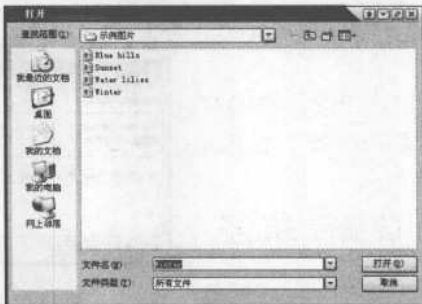 打开
查找范围(I): 示例图片
Blue hills
Sunset
Water lilies
Winter
我最近的文档
桌面
我的文档
我的电脑
网上邻居
文件名(N): 打开(O)
文件类型(T): 所有文件 取消